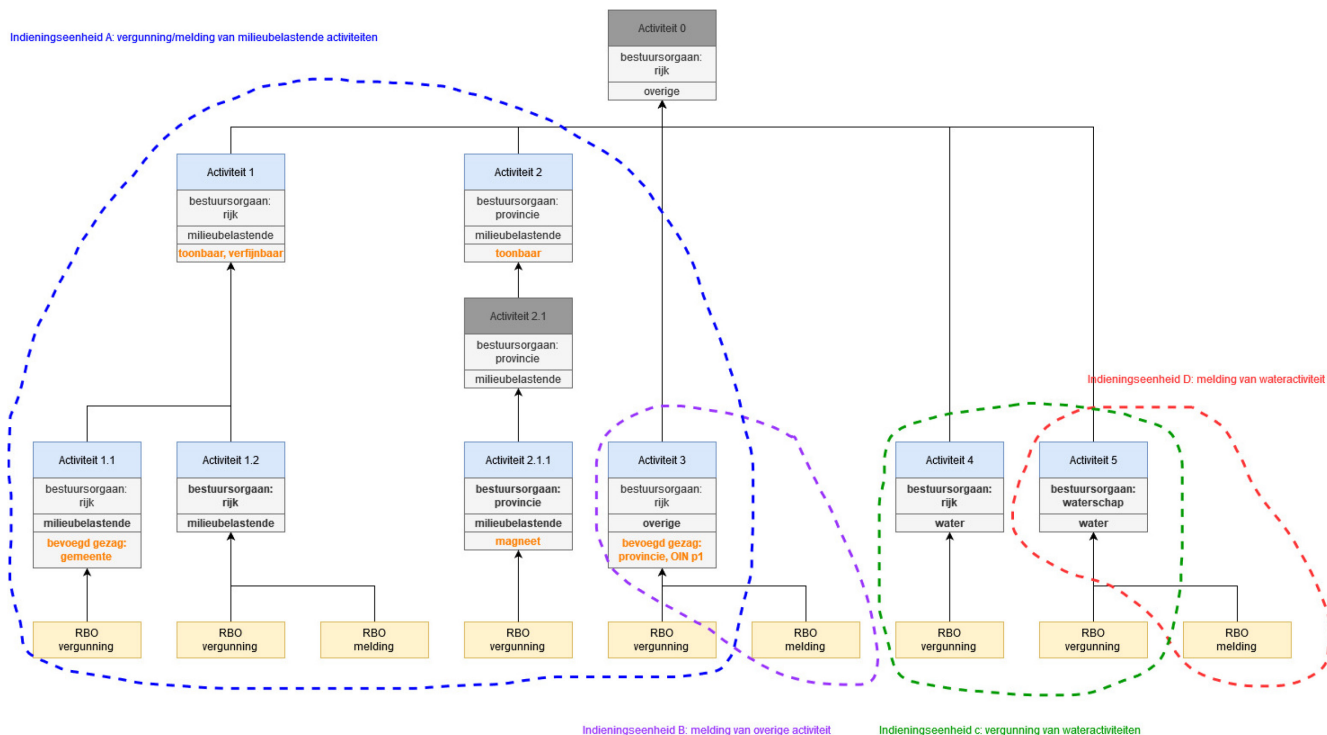 Indieningseenheid A: vergunning/melding van milieubelastende activiteiten
Activiteit 0
bestuursorgaan:
rijk
overige
Activiteit 1
bestuursorgaan:
rijk
milieubelastende
toonbaar, verfijnbaar
Activiteit 2
bestuursorgaan:
provincie
milieubelastende
toonbaar
Activiteit 2.1
bestuursorgaan:
provincie
milieubelastende
Indieningseenheid D: melding van wateractiviteit
Activiteit 1.1
bestuursorgaan:
rijk
milieubelastende
bevoegd gezag:
gemeente
Activiteit 1.2
bestuursorgaan:
rijk
milieubelastende
Activiteit 2.1.1
bestuursorgaan:
provincie
milieubelastende
magneet
Activiteit 3
bestuursorgaan:
rijk
overige
bevoegd gezag:
provincie, OIN p1
Activiteit 4
bestuursorgaan:
rijk
water
Activiteit 5
bestuursorgaan:
waterschap
water
RBO
vergunning
RBO
vergunning
RBO
melding
RBO
vergunning
RBO
vergunning
RBO
melding
RBO
vergunning
RBO
vergunning
RBO
melding
Indieningseenheid B: melding van overige activiteit
Indieningseenheid c: vergunning van wateractiviteiten